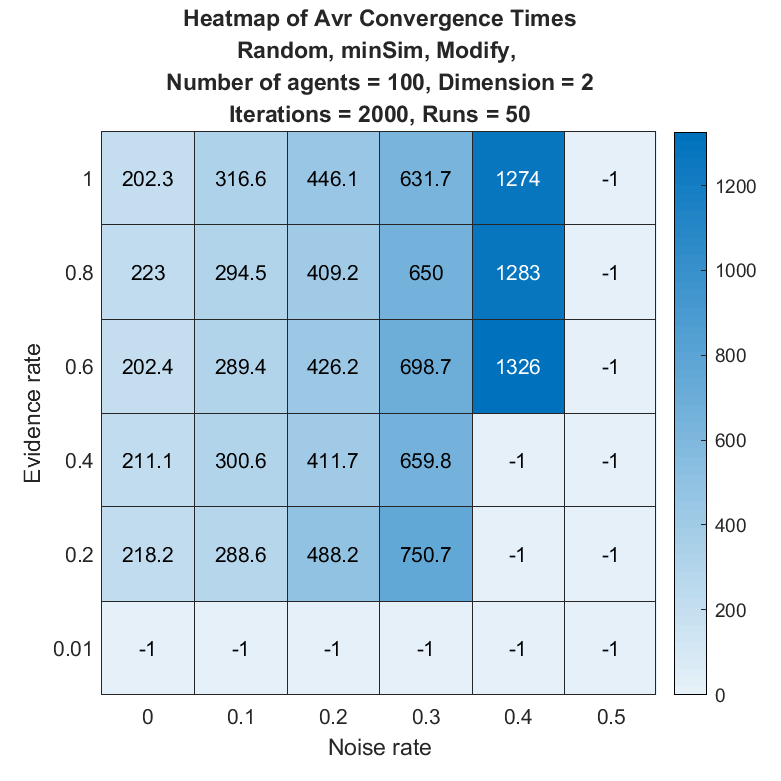 Heatmap of Avr Convergence Times
Random, minSim, Modify,
Number of agents = 100, Dimension = 2
Iterations = 2000, Runs = 50
1 202.3 316.6 446.1 631.7 1274 -1
0.8 223 294.5 409.2 650 1283 -1
0.6 202.4 289.4 426.2 698.7 1326 -1
0.4 211.1 300.6 411.7 659.8 -1 -1
0.2 218.2 288.6 488.2 750.7 -1 -1
0.01 -1 -1 -1 -1 -1 -1
0 0.1 0.2 0.3 0.4 0.5
Noise rate
Evidence rate
1200
1000
800
600
400
200
0